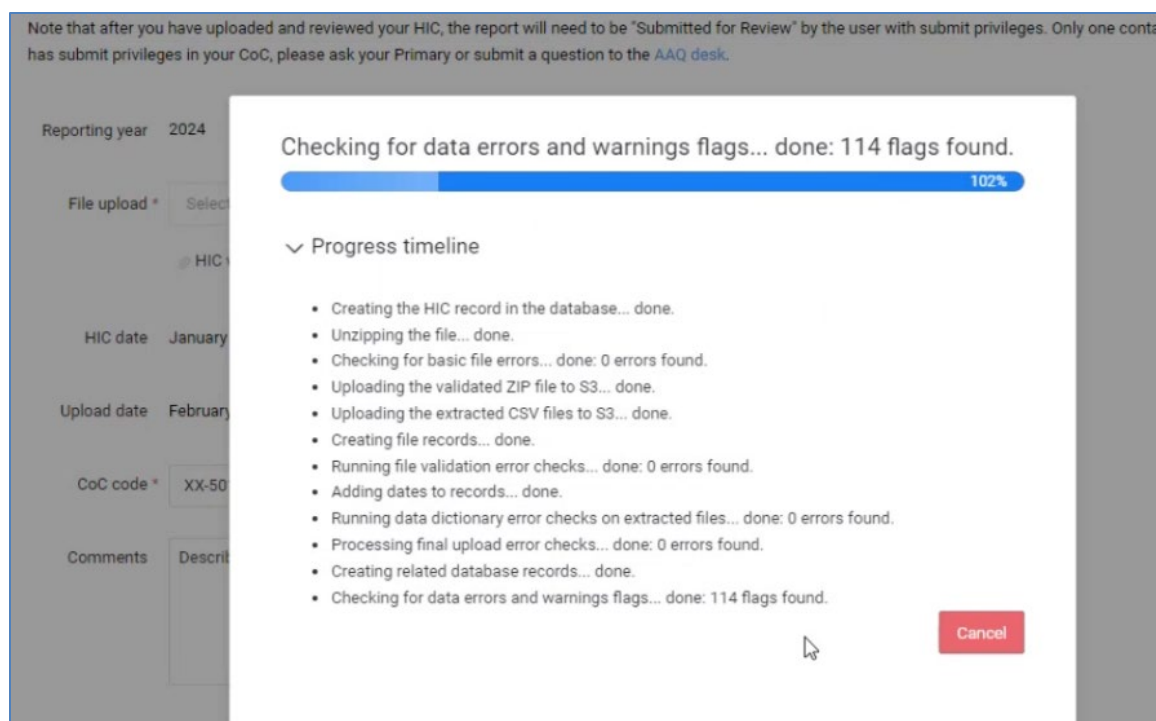 Note that after you have uploaded and reviewed your HIC, the report will need to be "Submitted for Review" by the user with submit privileges. Only one
has submit privileges in your CoC, please ask your Primary or submit a question to the AAQ desk.
Reporting year 2024
Checking for data errors and warnings flags... done: 114 flags found.
102%
File upload *
Progress timeline
HIC
Creating the HIC record in the database... done.
Unzipping the file... done.
HIC date January
Checking for basic file errors... done: 0 errors found.
Uploading the validated ZIP file to S3... done.
Upload date February
Uploading the extracted CSV files to S3... done.
Creating file records... done.
Running file validation error checks... done: 0 errors found.
CoC code * XX-50
Adding dates to records... done.
Running data dictionary error checks on extracted files... done: 0 errors found.
Processing final upload error checks... done: 0 errors found.
Comments
Creating related database records... done.
Checking for data errors and warnings flags... done: 114 flags found.
Cancel